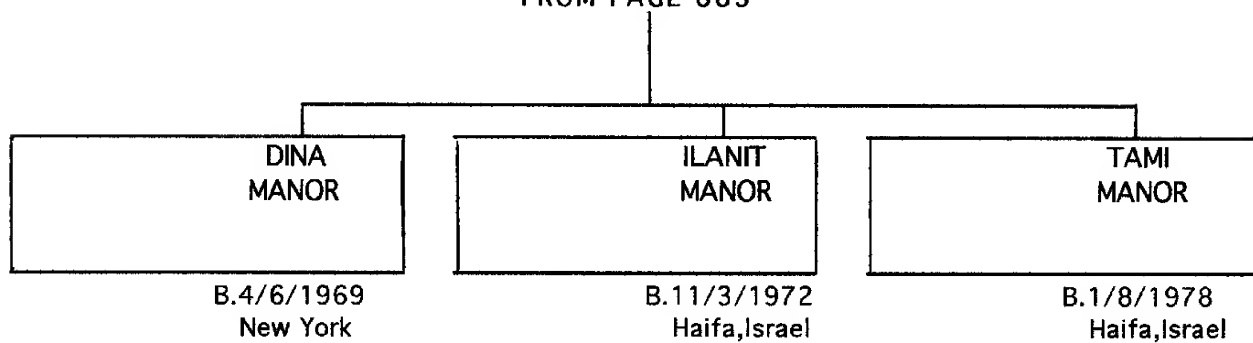 FROM PAGE
DINA
MANOR
B.4/6/1969
New York
ILANIT
MANOR
B.11/3/1972
Haifa,Israel
TAMI
MANOR
B.1/8/1978
Haifa,Israel